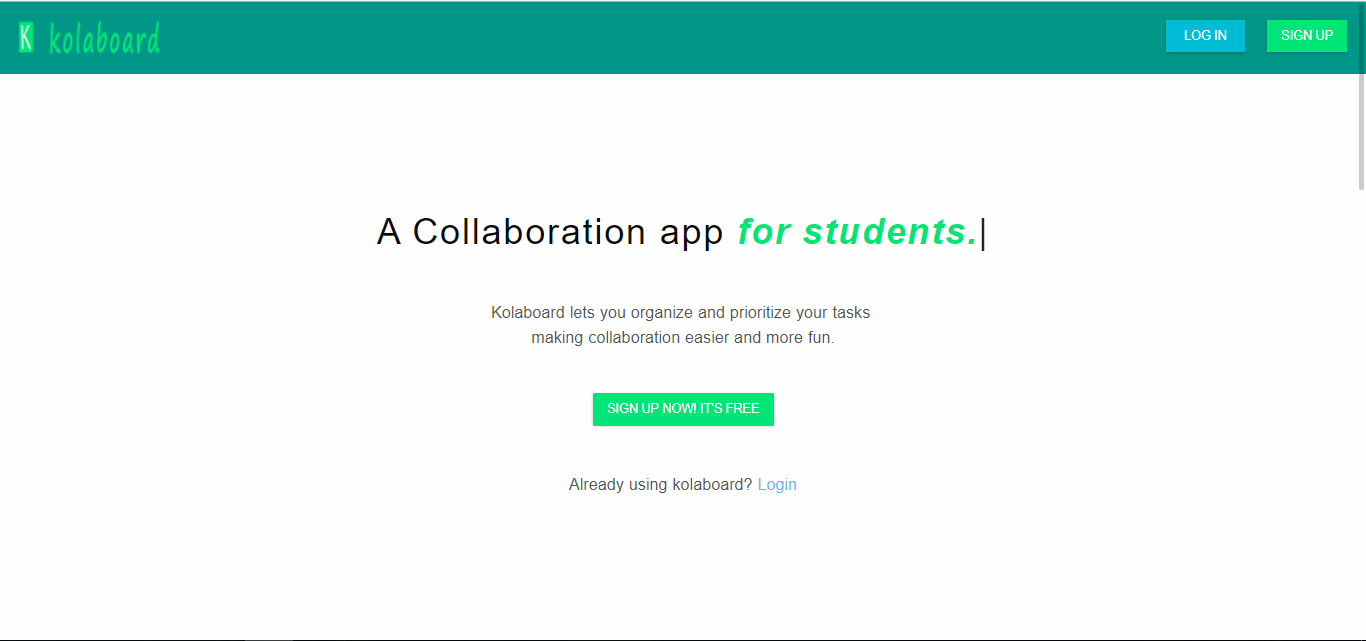 K kolaboard
LOG IN
SIGN UP
A Collaboration app for students.|
Kolaboard lets you organize and prioritize your tasks
making collaboration easier and more fun.
SIGN UP NOW! IT'S FREE
Already using kolaboard? Login